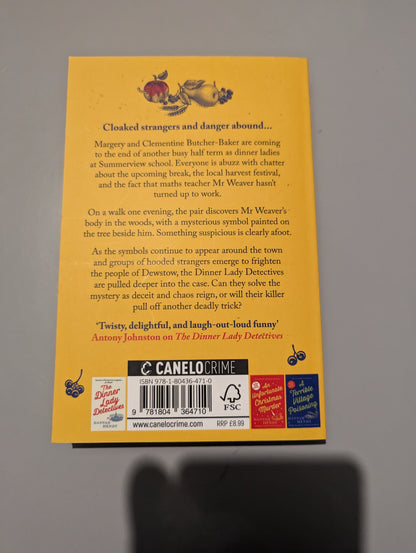 Cloaked strangers and danger abound...
Margery and Clementine Butcher-Baker are coming
to the end of another busy half term as dinner ladies
at Summerview school. Everyone is abuzz with chatter
about the upcoming break, the local harvest festival,
and the fact that maths teacher Mr Weaver hasn't
turned up to work.
On a walk one evening, the pair discovers Mr Weaver's
body in the woods, with a mysterious symbol painted on
the tree beside him. Something suspicious is clearly afoot.
As the symbols continue to appear around the town
and groups of hooded strangers emerge to frighten
the people of Dewstow, the Dinner Lady Detectives
are pulled deeper into the case. Can they solve the
mystery as deceit and chaos reign, or will their killer
pull off another deadly trick?
'Twisty, delightful, and laugh-out-loud funny'
Antony Johnston on The Dinner Lady Detectives
CANELOCRIME
ISBN 978-1-80436-471-0
9 781804 364710
www.canelocrime.com
RRP £8.99
FSC
The
Dinner
Lady
Detectives
HANNAH HENDY
An
Unfortunate
Christmas
Murder
HANNAH HENDY
A
Terrible
Village
Poisoning
HANNAH HENDY